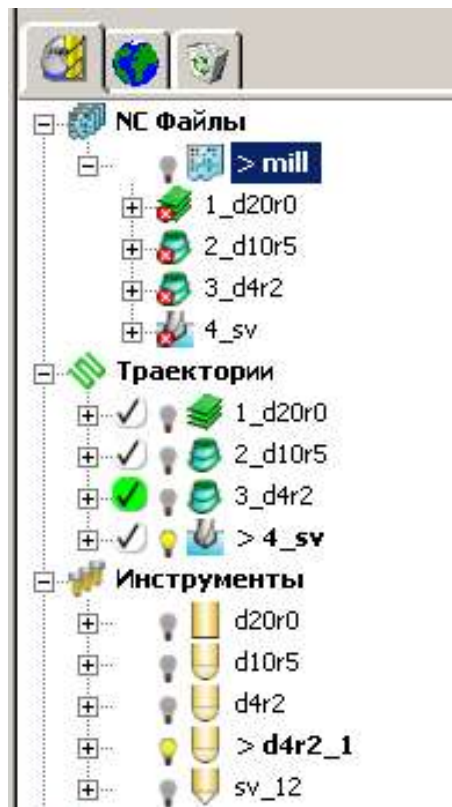 NC Файлы
> mill
1_d20r0
2_d10r5
3_d4r2
4_sv
Траектории
1_d20r0
2_d10r5
3_d4r2
> 4_sv
Инструменты
d20r0
d10r5
d4r2
> d4r2_1
sv_12